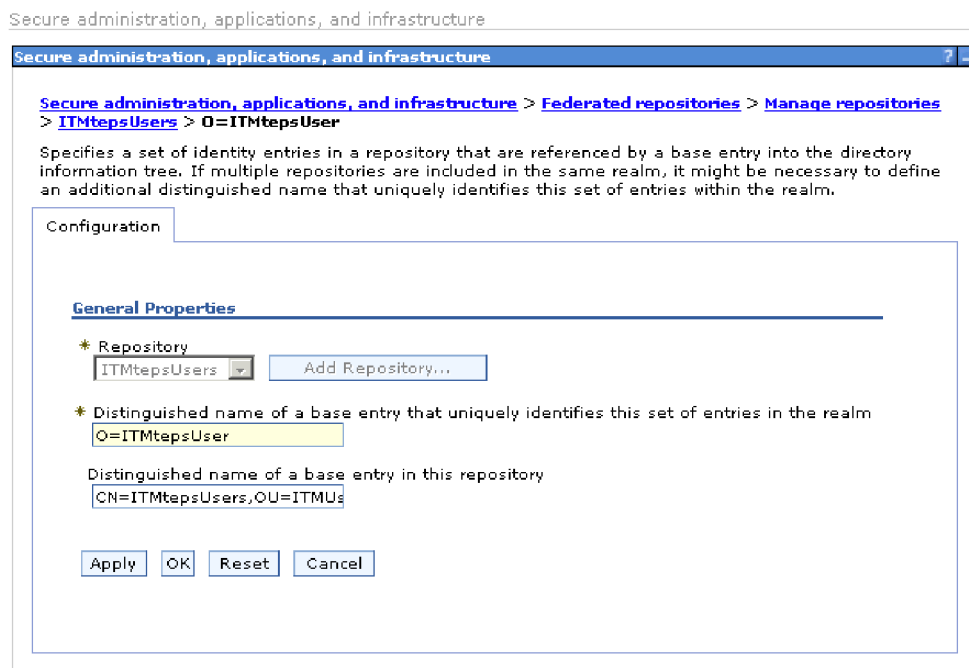 Secure administration, applications, and infrastructure
Secure administration, applications, and infrastructure ? -
Secure administration, applications, and infrastructure > Federated repositories > Manage repositories
> ITMtepsUsers > O=ITMtepsUser
Specifies a set of identity entries in a repository that are referenced by a base entry into the directory
information tree. If multiple repositories are included in the same realm, it might be necessary to define
an additional distinguished name that uniquely identifies this set of entries within the realm.
Configuration
General Properties
* Repository
ITMtepsUsers Add Repository...
* Distinguished name of a base entry that uniquely identifies this set of entries in the realm
O=ITMtepsUser
Distinguished name of a base entry in this repository
CN=ITMtepsUsers,OU=ITMUs
Apply OK Reset Cancel